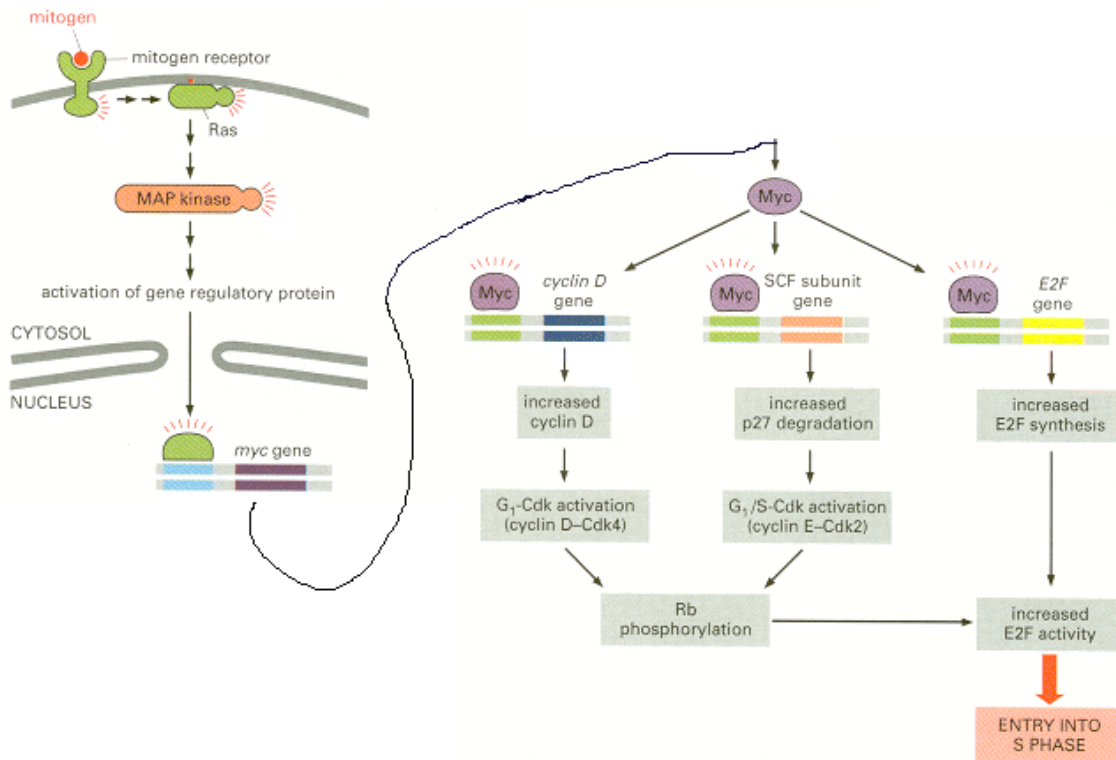 mitogen
mitogen receptor
Ras
MAP kinase
activation of gene regulatory protein
CYTOSOL
NUCLEUS
myc gene
Myc
Myc
cyclin D
gene
Myc
SCF subunit
gene
Myc
E2F
gene
increased
cyclin D
increased
p27 degradation
increased
E2F synthesis
G1-Cdk activation
(cyclin D–Cdk4)
G1/S-Cdk activation
(cyclin E–Cdk2)
Rb
phosphorylation
increased
E2F activity
ENTRY INTO
S PHASE